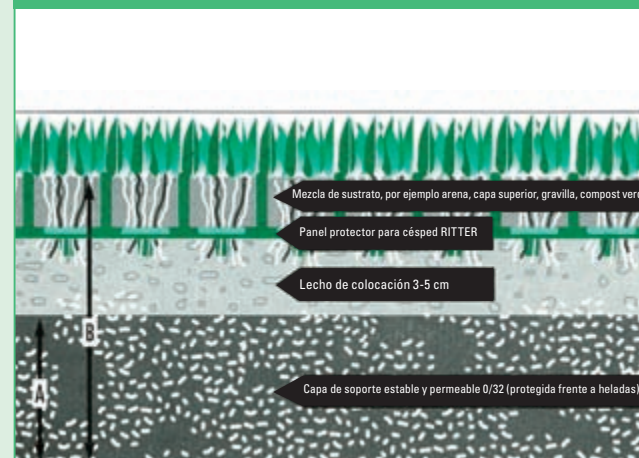 Mezcla de sustrato, por ejemplo arena, capa superior, gravilla, compost
Panel protector para césped RITTER
Lecho de colocación 3-5 cm
B
A
Capa de soporte estable y permeable 0/32 (protegida frente a heladas)